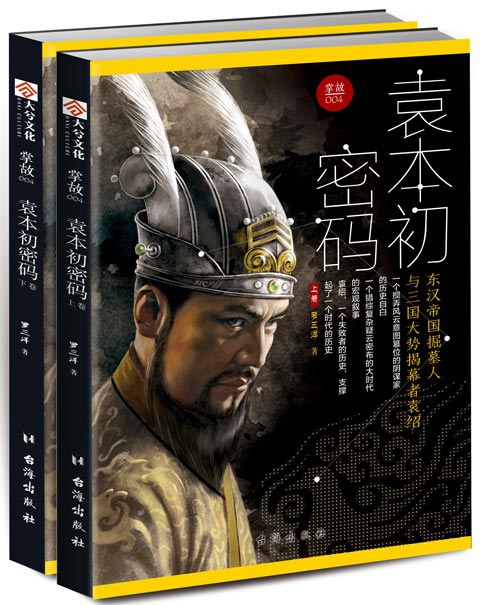 掌故
004
袁本初
密码
东汉帝国掘墓人
与三国大势揭幕者袁绍
一个搅弄风云意图篡位的阴谋家
的历史自白
一个错综复杂疑云密布的大时代
的宏观叙事
袁绍，一个失败者的历史，支撑
起了一个时代的历史
上卷 罗三洋 著
台海出版社
大兮文化
掌故
004
袁本初密码 上卷
罗三洋 著
台海出版社
大兮文化
掌故
004
袁本初密码 下卷
罗三洋 著
台海出版社